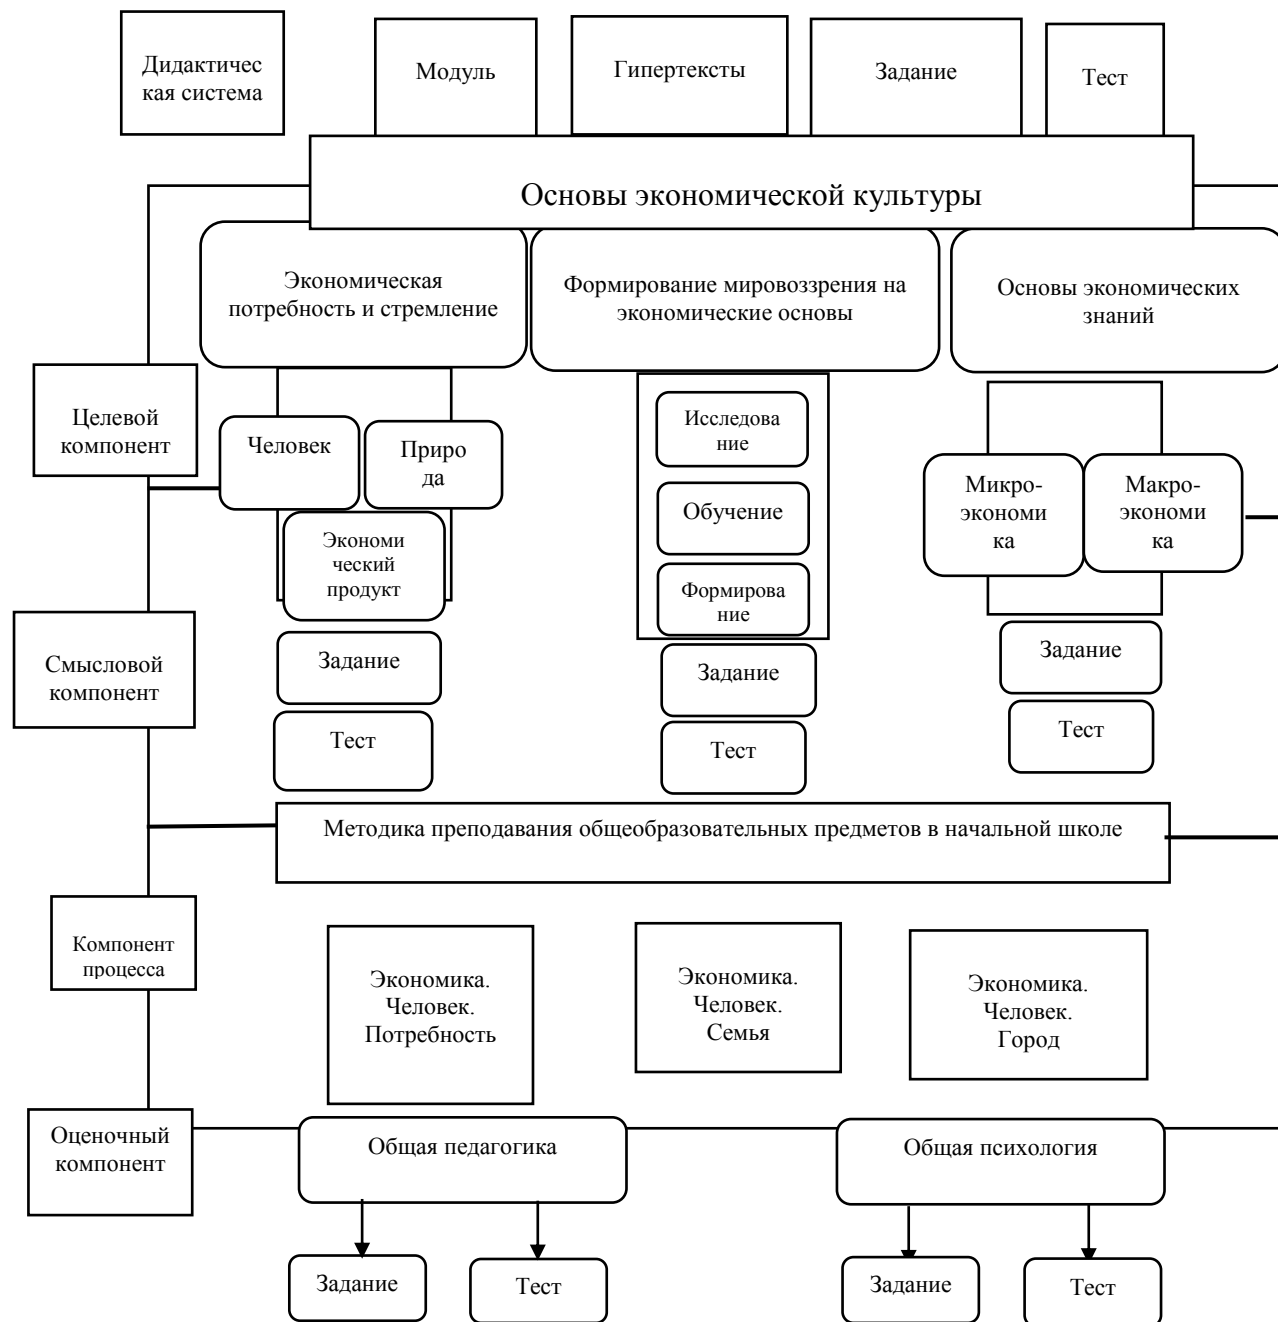 Дидактичес
кая система
Модуль
Гипертексты
Задание
Тест
Основы экономической культуры
Экономическая
потребность и стремление
Формирование мировоззрения на
экономические основы
Основы экономических
знаний
Целевой
компонент
Человек
Приро
да
Экономи
ческий
продукт
Исследова
ние
Обучение
Формирова
ние
Микро-
экономи
ка
Макро-
экономи
ка
Смысловой
компонент
Задание
Тест
Задание
Тест
Задание
Тест
Методика преподавания общеобразовательных предметов в начальной школе
Компонент
процесса
Экономика.
Человек.
Потребность
Экономика.
Человек.
Семья
Экономика.
Человек.
Город
Оценочный
компонент
Общая педагогика
Общая психология
Задание
Тест
Задание
Тест